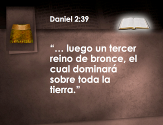 Daniel 2:39
“… luego un tercer
reino de bronce, el
cual dominará
sobre toda la
tierra.”